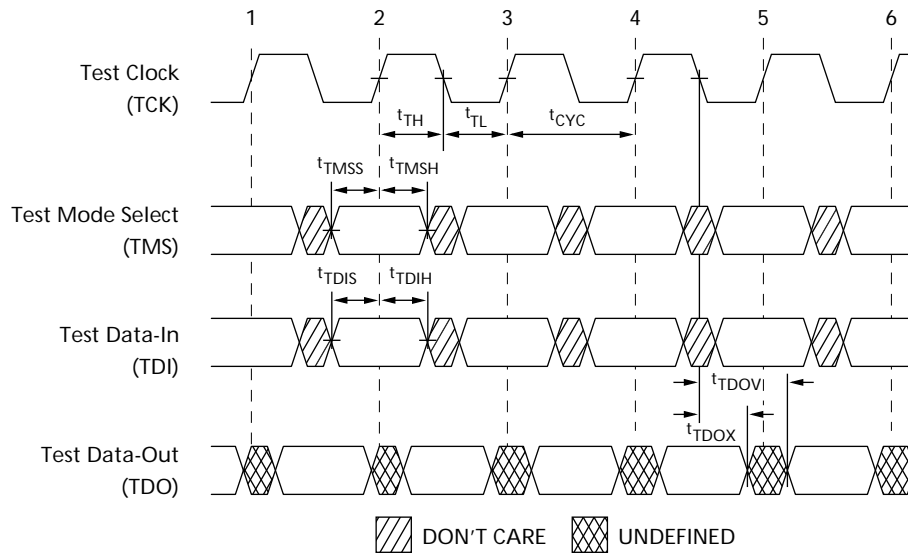 1 2 3 4 5 6
Test Clock
(TCK)
tTH tTL tCYC
tTMSS tTMSH
Test Mode Select
(TMS)
tTDIS tTDIH
Test Data-In
(TDI)
tTDOV
tTDOX
Test Data-Out
(TDO)
DON'T CARE UNDEFINED